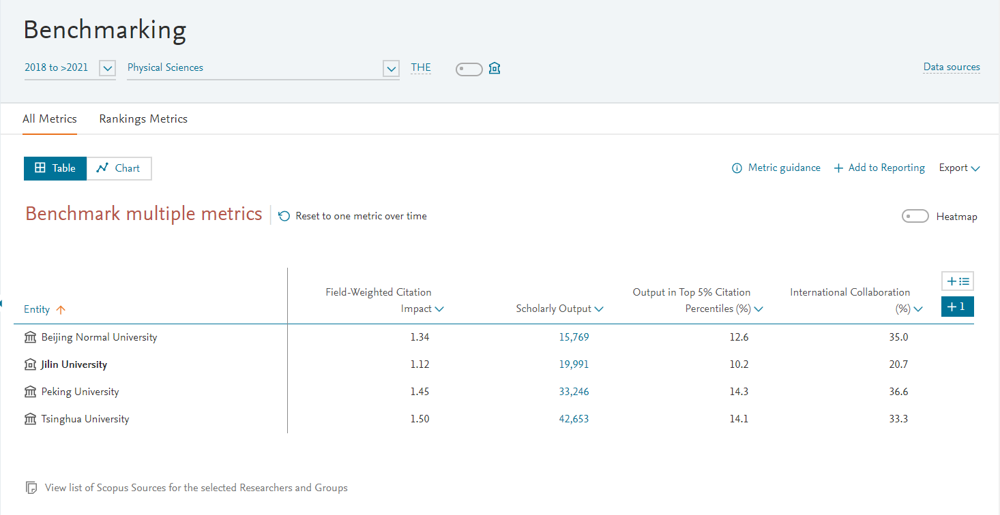 Benchmarking
2018 to >2021 Physical Sciences THE Data sources
All Metrics Rankings Metrics
Table Chart Metric guidance + Add to Reporting Export
Benchmark multiple metrics Reset to one metric over time Heatmap
Field-Weighted Citation Output in Top 5% Citation International Collaboration +
Entity Impact Scholarly Output Percentiles (%) (%) + 1
Beijing Normal University 1.34 15,769 12.6 35.0
Jilin University 1.12 19,991 10.2 20.7
Peking University 1.45 33,246 14.3 36.6
Tsinghua University 1.50 42,653 14.1 33.3
View list of Scopus Sources for the selected Researchers and Groups